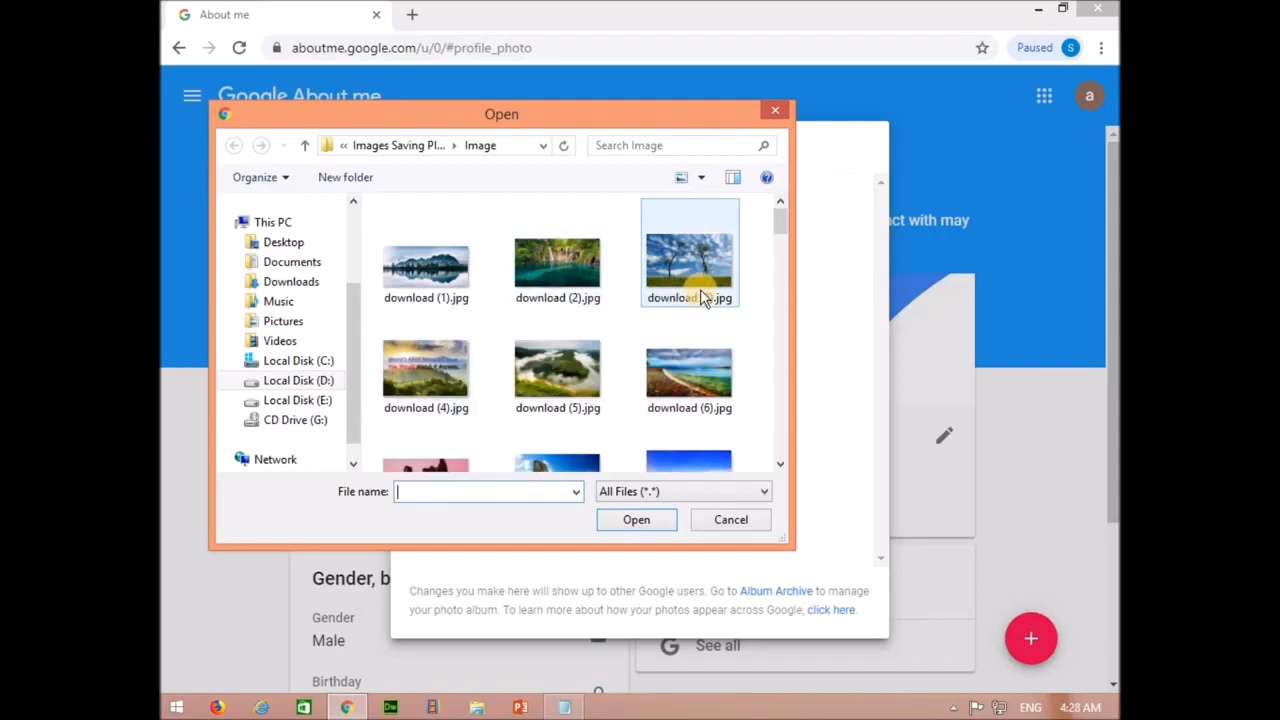 About me
aboutme.google.com/u/0/#profile_photo
Paused
S
Google About me
a
Open
Images Saving Pl...
Image
Search Image
Organize
New folder
This PC
Desktop
Documents
Downloads
Music
Pictures
Videos
Local Disk (C:)
Local Disk (D:)
Local Disk (E:)
CD Drive (G:)
Network
download (1).jpg
download (2).jpg
download
.jpg
download (4).jpg
download (5).jpg
download (6).jpg
File name:
All Files (*.*)
Open
Cancel
ct with may
Changes you make here will show up to other Google users. Go to Album Archive to manage
your photo album. To learn more about how your photos appear across Google, click here.
Gender, b
Gender
Male
Birthday
G
See all
Dw
P3
ENG
4:28 AM